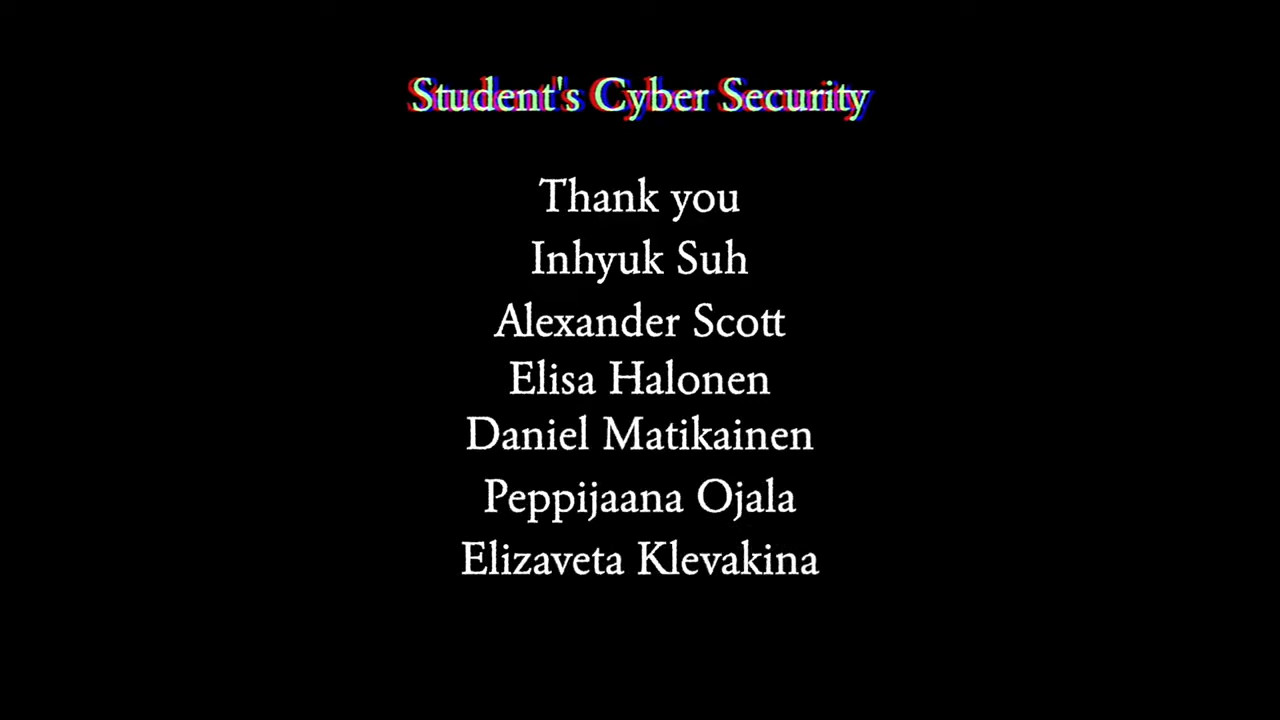 Student's Cyber Security
Thank you
Inhyuk Suh
Alexander Scott
Elisa Halonen
Daniel Matikainen
Peppijaana Ojala
Elizaveta Klevakina